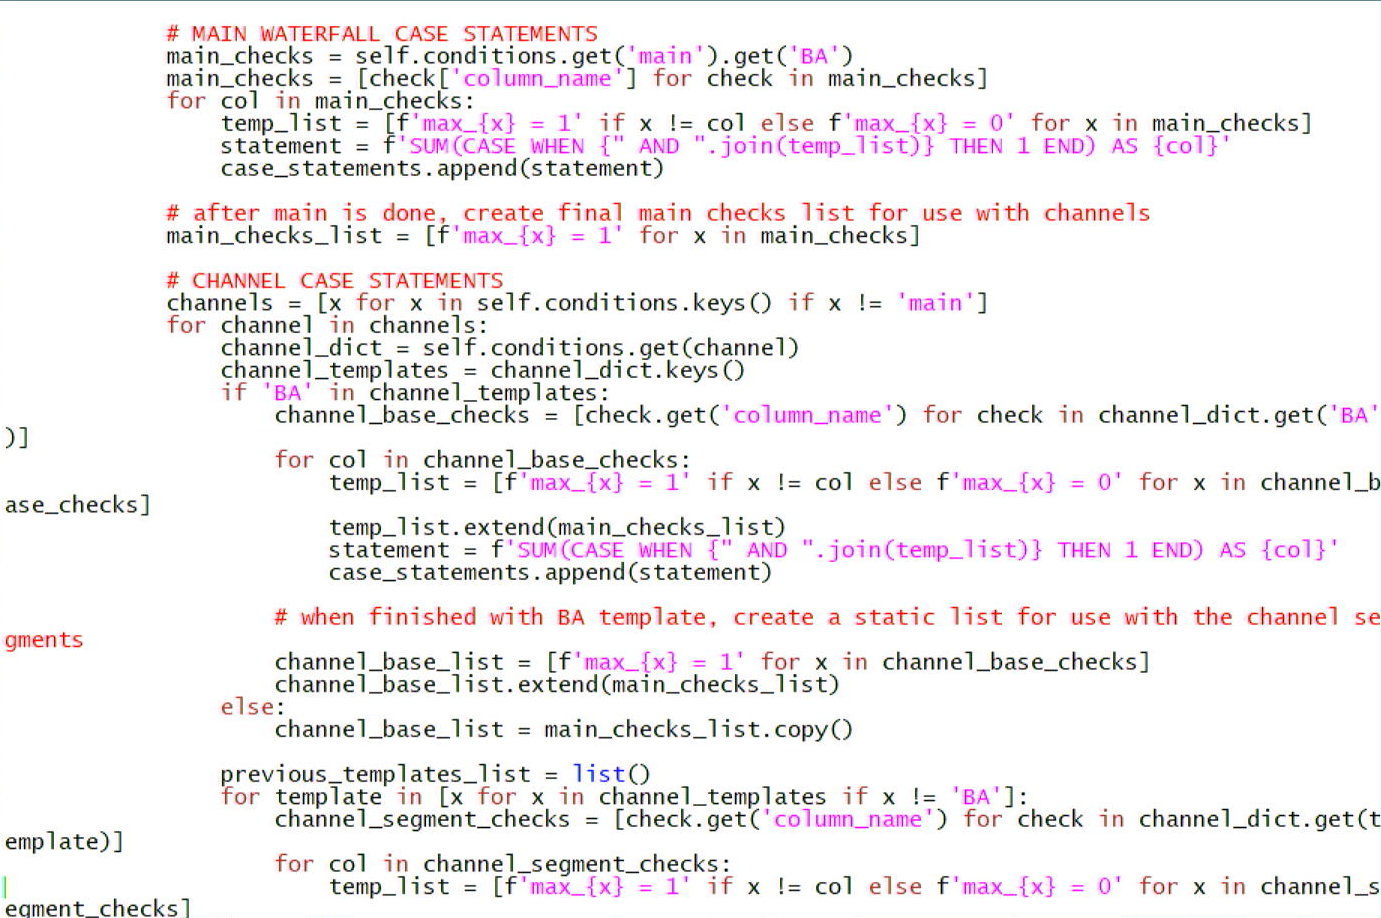 # MAIN WATERFALL CASE STATEMENTS
main_checks = self.conditions.get('main').get('BA')
main_checks = [check['column_name'] for check in main_checks]
for col in main_checks:
temp_list = [f'max_{x} = 1' if x != col else f'max_{x} = 0' for x in main_checks]
statement = f'SUM(CASE WHEN {" AND ".join(temp_list)} THEN 1 END) AS {col}'
case_statements.append(statement)
# after main is done, create final main checks list for use with channels
main_checks_list = [f'max_{x} = 1' for x in main_checks]
# CHANNEL CASE STATEMENTS
channels = [x for x in self.conditions.keys() if x != 'main']
for channel in channels:
channel_dict = self.conditions.get(channel)
channel_templates = channel_dict.keys()
if 'BA' in channel_templates:
channel_base_checks = [check.get('column_name') for check in channel_dict.get('BA'
)]
for col in channel_base_checks:
temp_list = [f'max_{x} = 1' if x != col else f'max_{x} = 0' for x in channel_b
ase_checks]
temp_list.extend(main_checks_list)
statement = f'SUM(CASE WHEN {" AND ".join(temp_list)} THEN 1 END) AS {col}'
case_statements.append(statement)
# when finished with BA template, create a static list for use with the channel se
gments
channel_base_list = [f'max_{x} = 1' for x in channel_base_checks]
channel_base_list.extend(main_checks_list)
else:
channel_base_list = main_checks_list.copy()
previous_templates_list = list()
for template in [x for x in channel_templates if x != 'BA']:
channel_segment_checks = [check.get('column_name') for check in channel_dict.get(t
emplate)]
for col in channel_segment_checks:
temp_list = [f'max_{x} = 1' if x != col else f'max_{x} = 0' for x in channel_s
egment_checks]